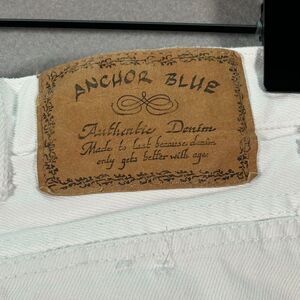 ANCHOR BLUE
Authentic Denim
Made to last because denim
only gets better with age.